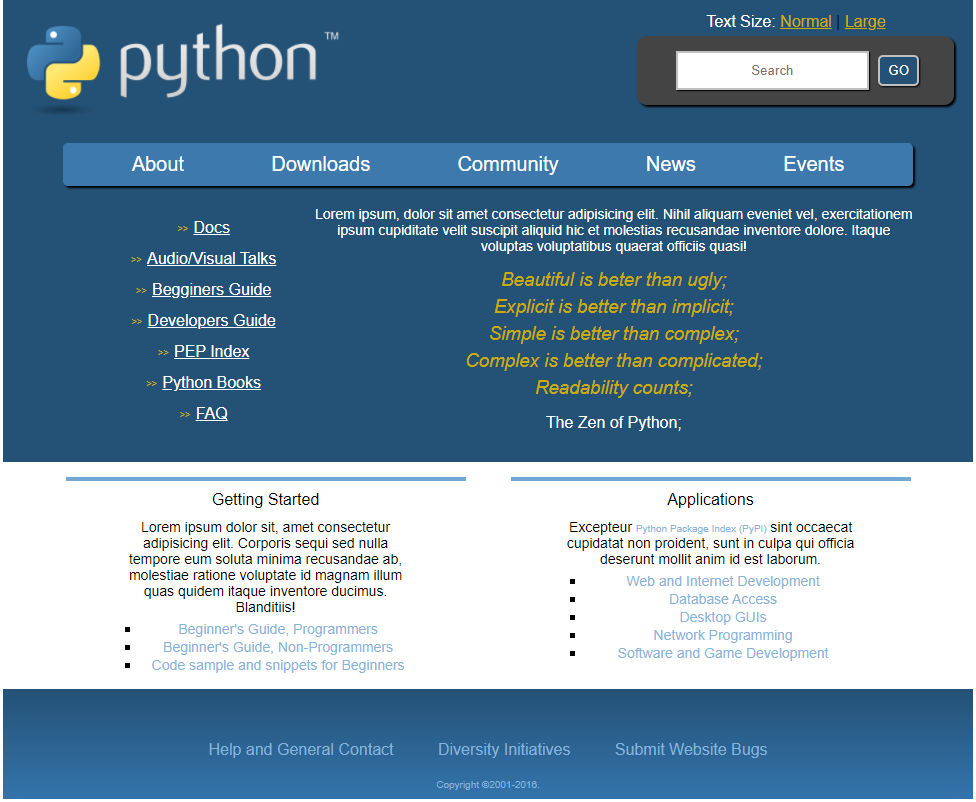 Text Size: Normal | Large
python™
Search
GO
About Downloads Community News Events
>> Docs
>> Audio/Visual Talks
>> Begginers Guide
>> Developers Guide
>> PEP Index
>> Python Books
>> FAQ
Lorem ipsum, dolor sit amet consectetur adipisicing elit. Nihil aliquam eveniet vel, exercitationem
ipsum cupiditate velit suscipit aliquid hic et molestias recusandae inventore dolore. Itaque
voluptas voluptatibus quaerat officiis quasi!
Beautiful is beter than ugly;
Explicit is better than implicit;
Simple is better than complex;
Complex is better than complicated;
Readability counts;
The Zen of Python;
Getting Started
Lorem ipsum dolor sit, amet consectetur
adipisicing elit. Corporis sequi sed nulla
tempore eum soluta minima recusandae ab,
molestiae ratione voluptate id magnam illum
quas quidem itaque inventore ducimus.
Blanditiis!
Beginner's Guide, Programmers
Beginner's Guide, Non-Programmers
Code sample and snippets for Beginners
Applications
Excepteur Python Package Index (PyPI) sint occaecat
cupidatat non proident, sunt in culpa qui officia
deserunt mollit anim id est laborum.
Web and Internet Development
Database Access
Desktop GUIs
Network Programming
Software and Game Development
Help and General Contact Diversity Initiatives Submit Website Bugs
Copyright ©2001-2016.